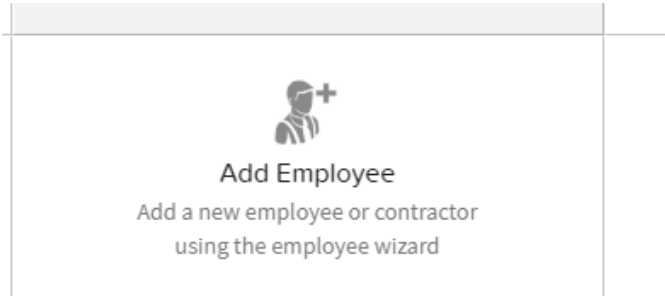 Add Employee
Add a new employee or contractor
using the employee wizard